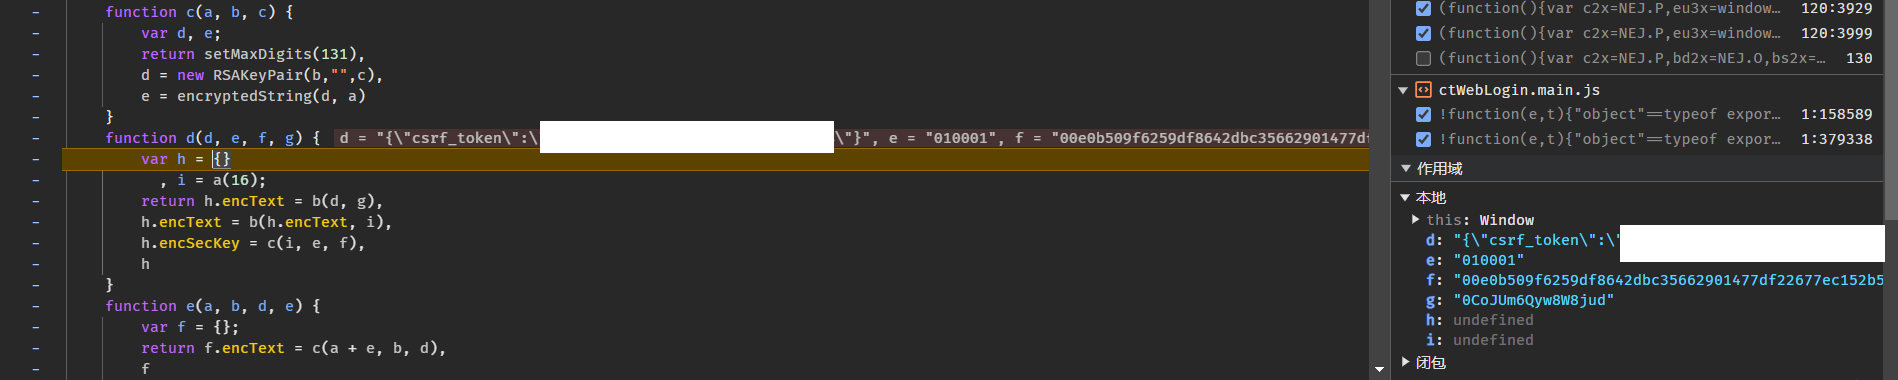 function c(a, b, c) {
var d, e;
return setMaxDigits(131),
d = new RSAKeyPair(b,"",c),
e = encryptedString(d, a)
}
function d(d, e, f, g) { d = "{\"csrf_token\":\ \"}", e = "010001", f = "00e0b509f6259df8642dbc35662901477df
var h = {}
, i = a(16);
return h.encText = b(d, g),
h.encText = b(h.encText, i),
h.encSecKey = c(i, e, f),
h
}
function e(a, b, d, e) {
var f = {};
return f.encText = c(a + e, b, d),
f
(function(){var c2x=NEJ.P,eu3x=window… 120:3929
(function(){var c2x=NEJ.P,eu3x=window… 120:3999
(function(){var c2x=NEJ.P,bd2x=NEJ.O,bs2x=… 130
ctWebLogin.main.js
!function(e,t){"object"==typeof expor… 1:158589
!function(e,t){"object"==typeof expor… 1:379338
作用域
本地
this: Window
d: "{\"csrf_token\":\"
e: "010001"
f: "00e0b509f6259df8642dbc35662901477df22677ec152b5
g: "0CoJUm6Qyw8W8jud"
h: undefined
i: undefined
闭包